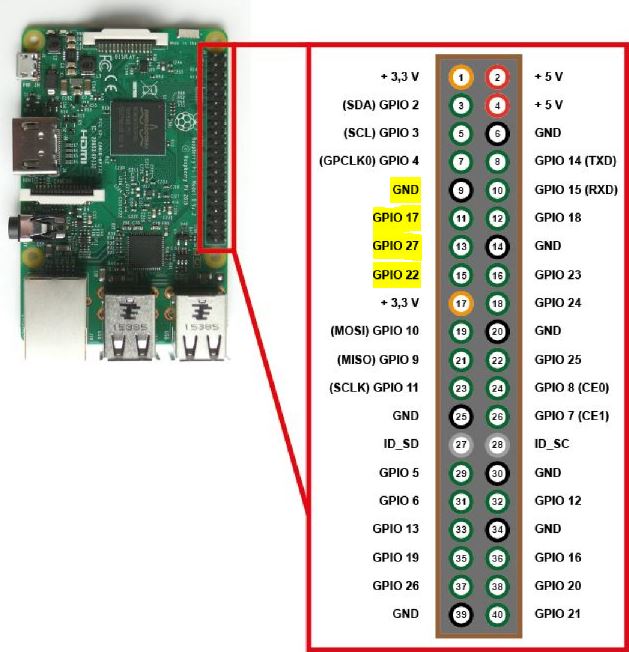 + 3,3 V 1 2 + 5 V
(SDA) GPIO 2 3 4 + 5 V
(SCL) GPIO 3 5 6 GND
(GPCLK0) GPIO 4 7 8 GPIO 14 (TXD)
GND 9 10 GPIO 15 (RXD)
GPIO 17 11 12 GPIO 18
GPIO 27 13 14 GND
GPIO 22 15 16 GPIO 23
+ 3,3 V 17 18 GPIO 24
(MOSI) GPIO 10 19 20 GND
(MISO) GPIO 9 21 22 GPIO 25
(SCLK) GPIO 11 23 24 GPIO 8 (CE0)
GND 25 26 GPIO 7 (CE1)
ID_SD 27 28 ID_SC
GPIO 5 29 30 GND
GPIO 6 31 32 GPIO 12
GPIO 13 33 34 GND
GPIO 19 35 36 GPIO 16
GPIO 26 37 38 GPIO 20
GND 39 40 GPIO 21
HDMI
15385
15385